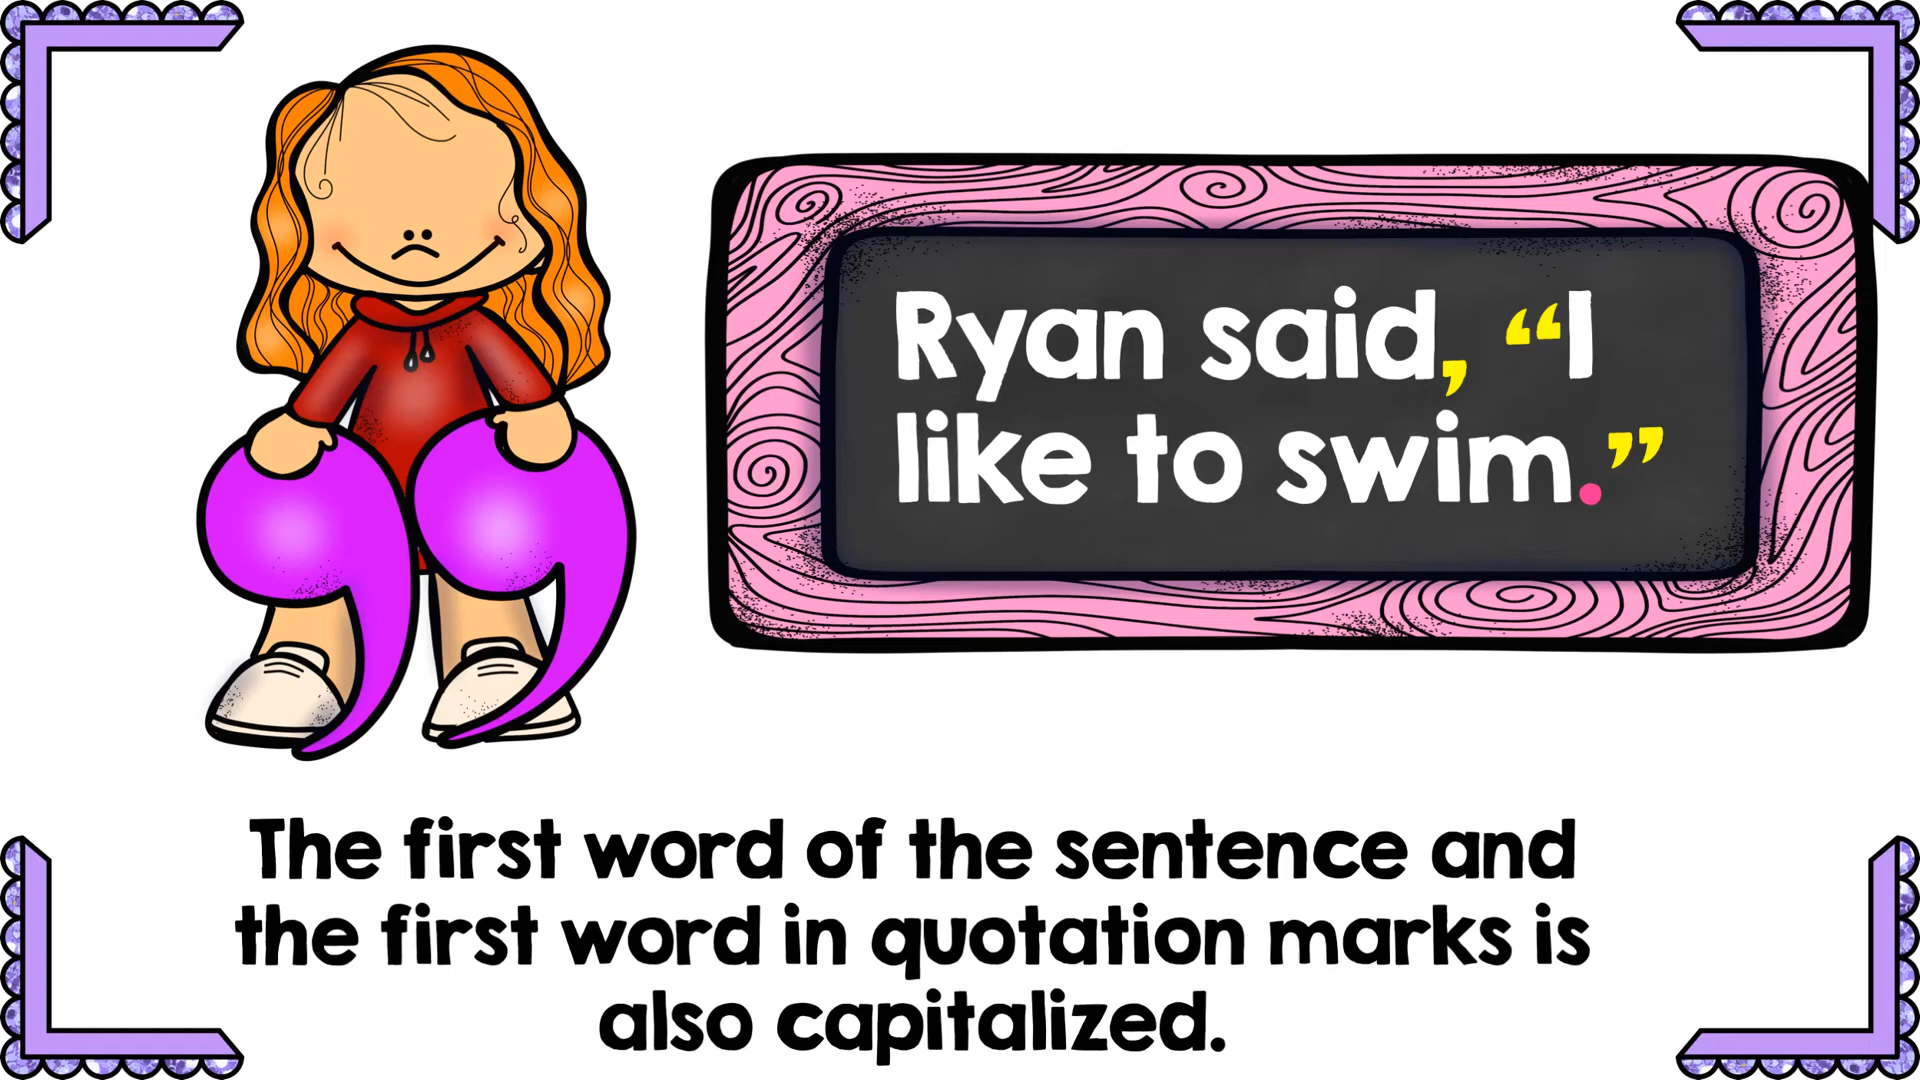 Ryan said, “I
like to swim.”
The first word of the sentence and
the first word in quotation marks is
also capitalized.